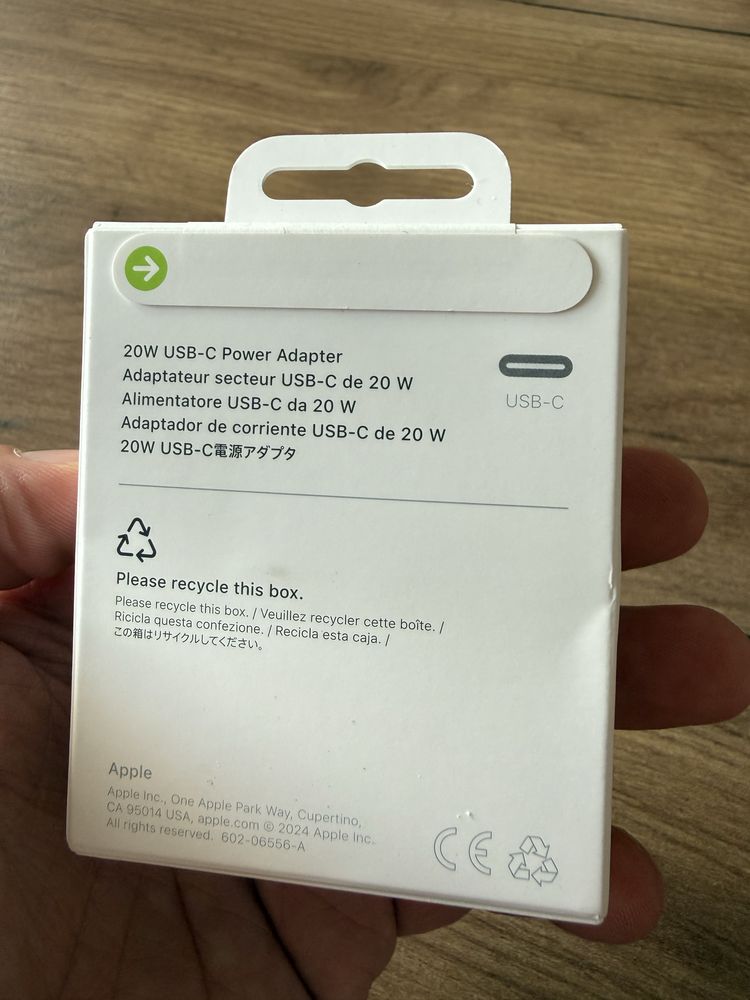 20W USB-C Power Adapter
Adaptateur secteur USB-C de 20 W
Alimentatore USB-C da 20 W
Adaptador de corriente USB-C de 20 W
20W USB-C電源アダプタ
USB-C
Please recycle this box.
Please recycle this box. / Veuillez recycler cette boîte. /
Ricicla questa confezione. / Recicla esta caja. /
この箱はリサイクルしてください。
Apple
Apple Inc., One Apple Park Way, Cupertino,
CA 95014 USA, apple.com © 2024 Apple Inc.
All rights reserved. 602-06556-A
CE